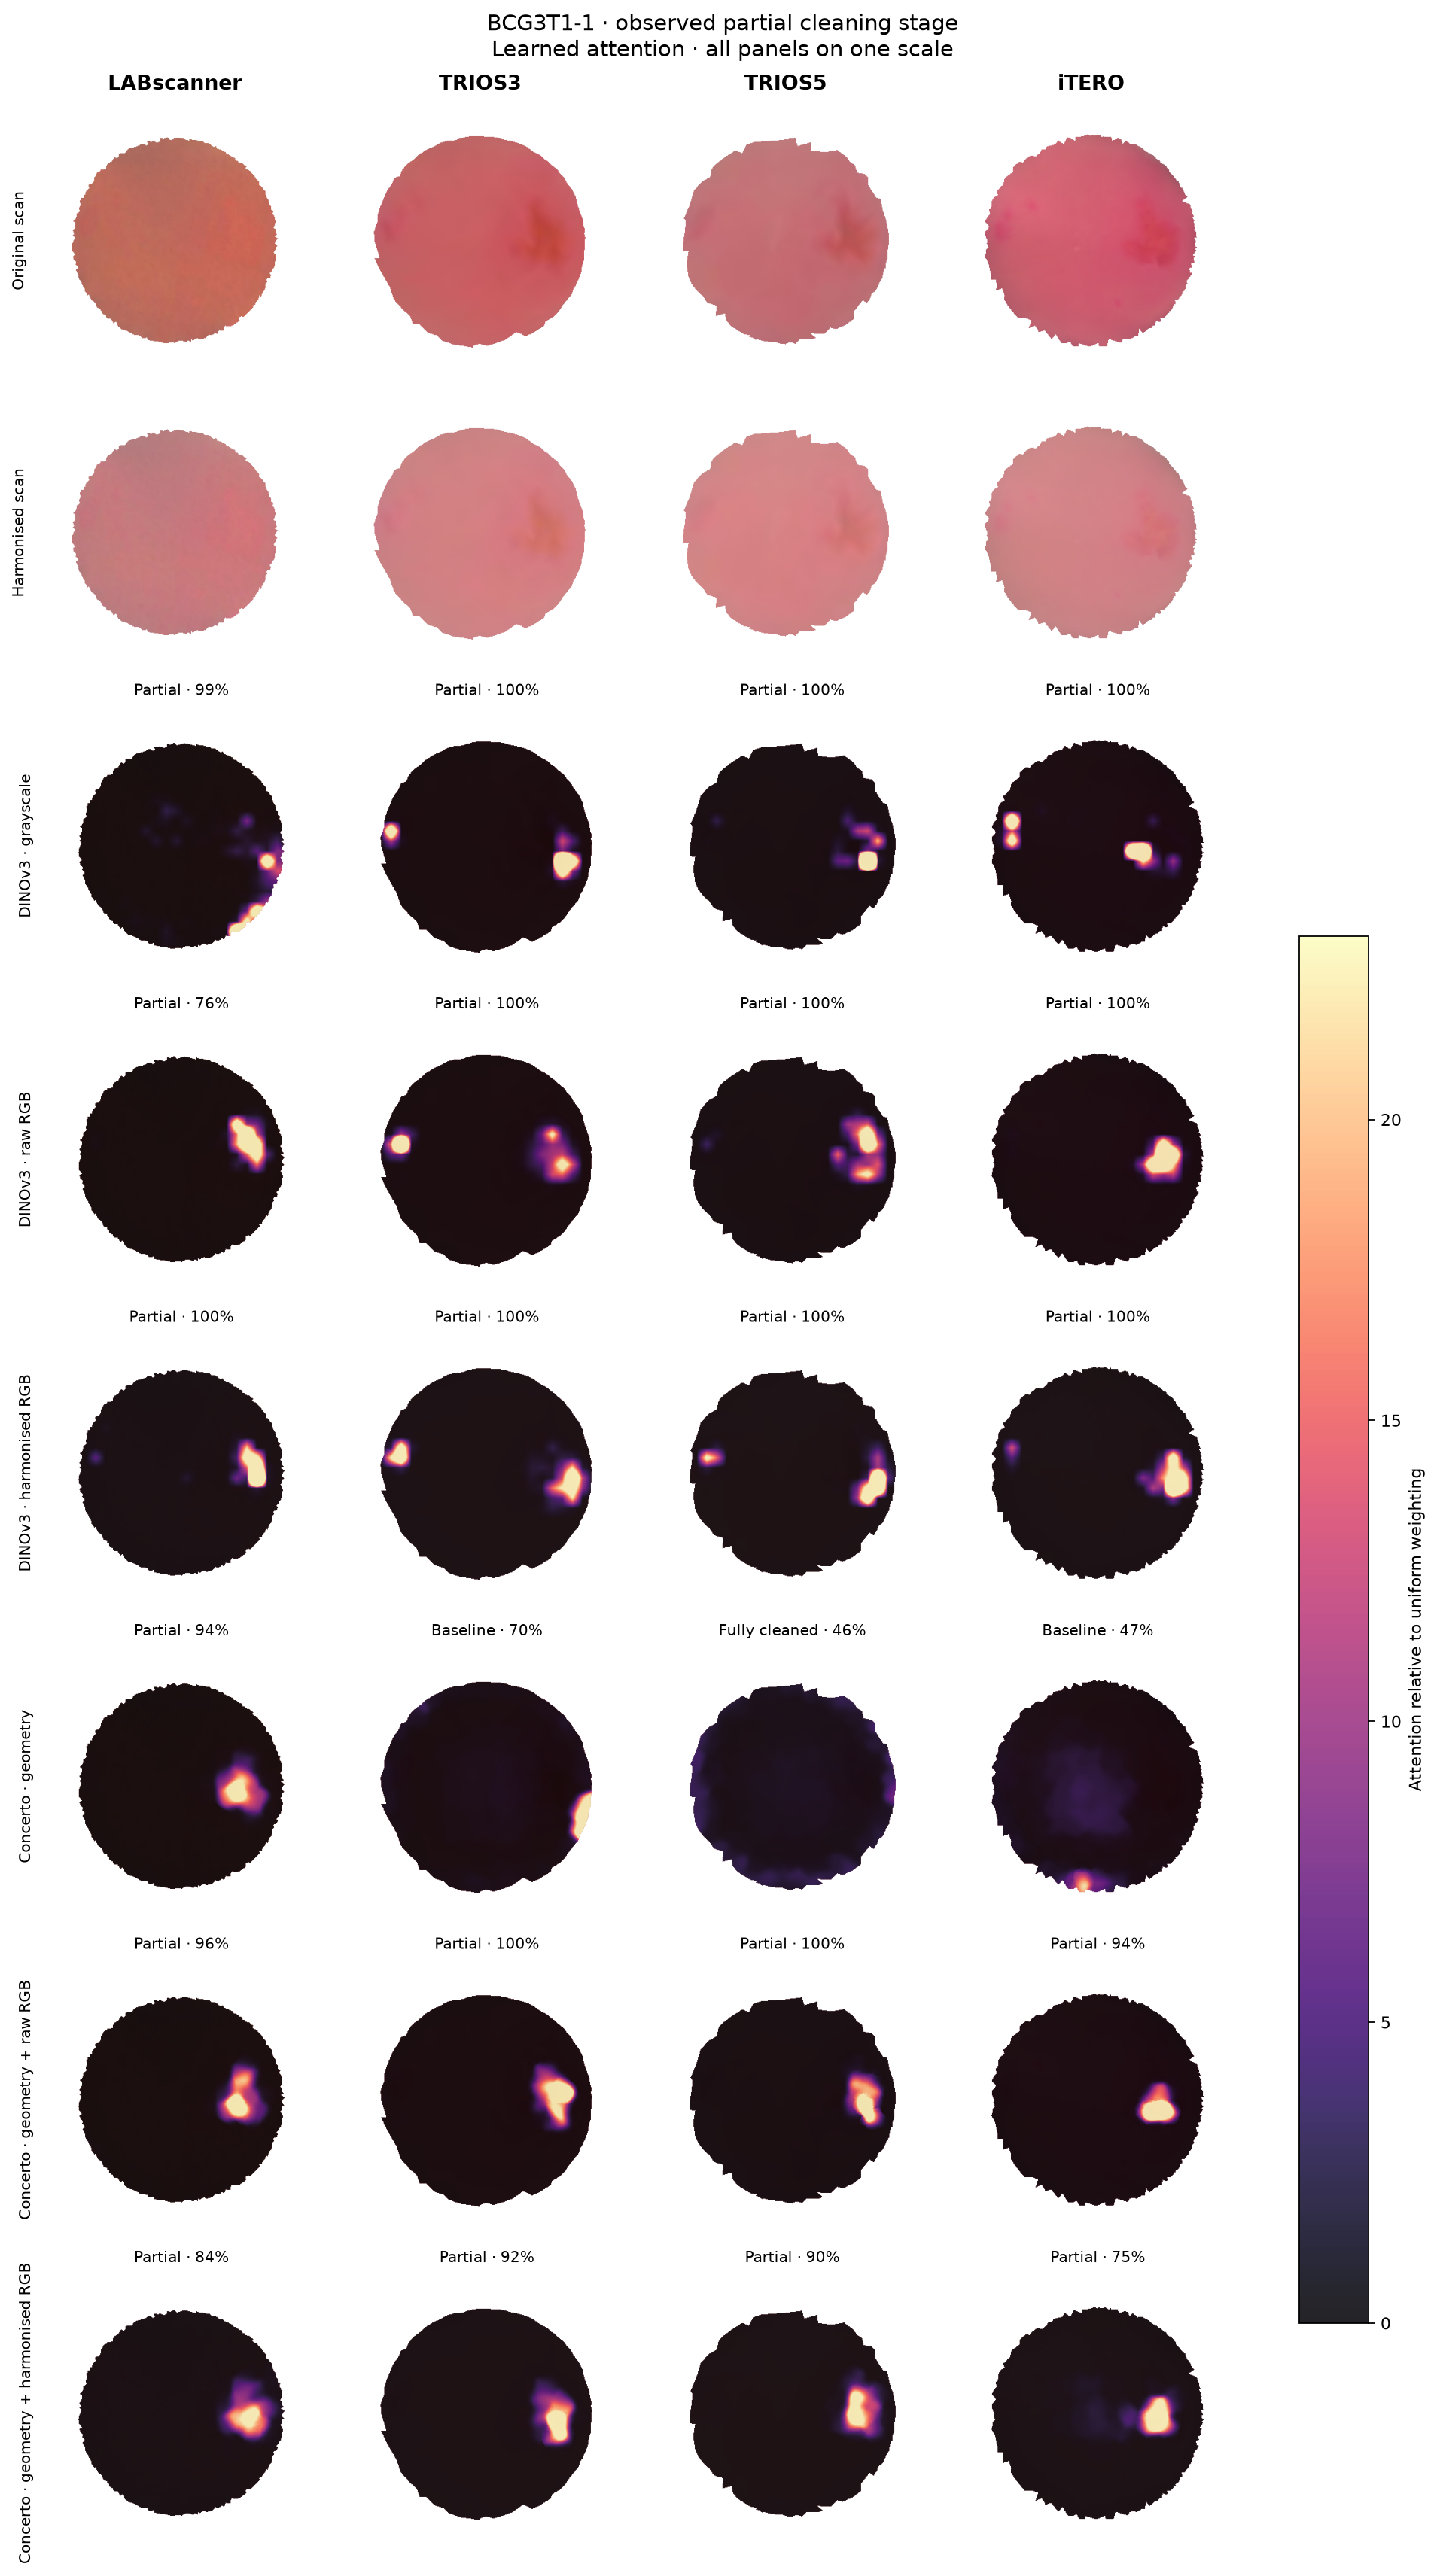 BCG3T1-1 · observed partial cleaning stage
Learned attention · all panels on one scale
LABscanner TRIOS3 TRIOS5 iTERO
Original scan
Harmonised scan
Partial · 99% Partial · 100% Partial · 100% Partial · 100%
DINOv3 · grayscale
Partial · 76% Partial · 100% Partial · 100% Partial · 100%
DINOv3 · raw RGB
Partial · 100% Partial · 100% Partial · 100% Partial · 100%
DINOv3 · harmonised RGB
Partial · 94% Baseline · 70% Fully cleaned · 46% Baseline · 47%
Concerto · geometry
Partial · 96% Partial · 100% Partial · 100% Partial · 94%
Concerto · geometry + raw RGB
Partial · 84% Partial · 92% Partial · 90% Partial · 75%
Concerto · geometry + harmonised RGB
20
15
10
5
0
Attention relative to uniform weighting